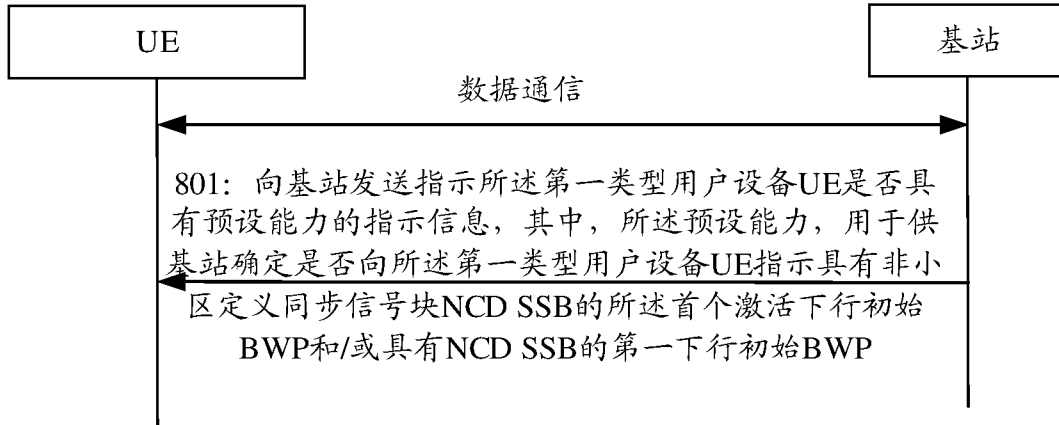 UE
基站
数据通信
801：向基站发送指示所述第一类型用户设备UE是否具
有预设能力的指示信息，其中，所述预设能力，用于供
基站确定是否向所述第一类型用户设备UE指示具有非小
区定义同步信号块NCD SSB的所述首个激活下行初始
BWP和/或具有NCD SSB的第一下行初始BWP